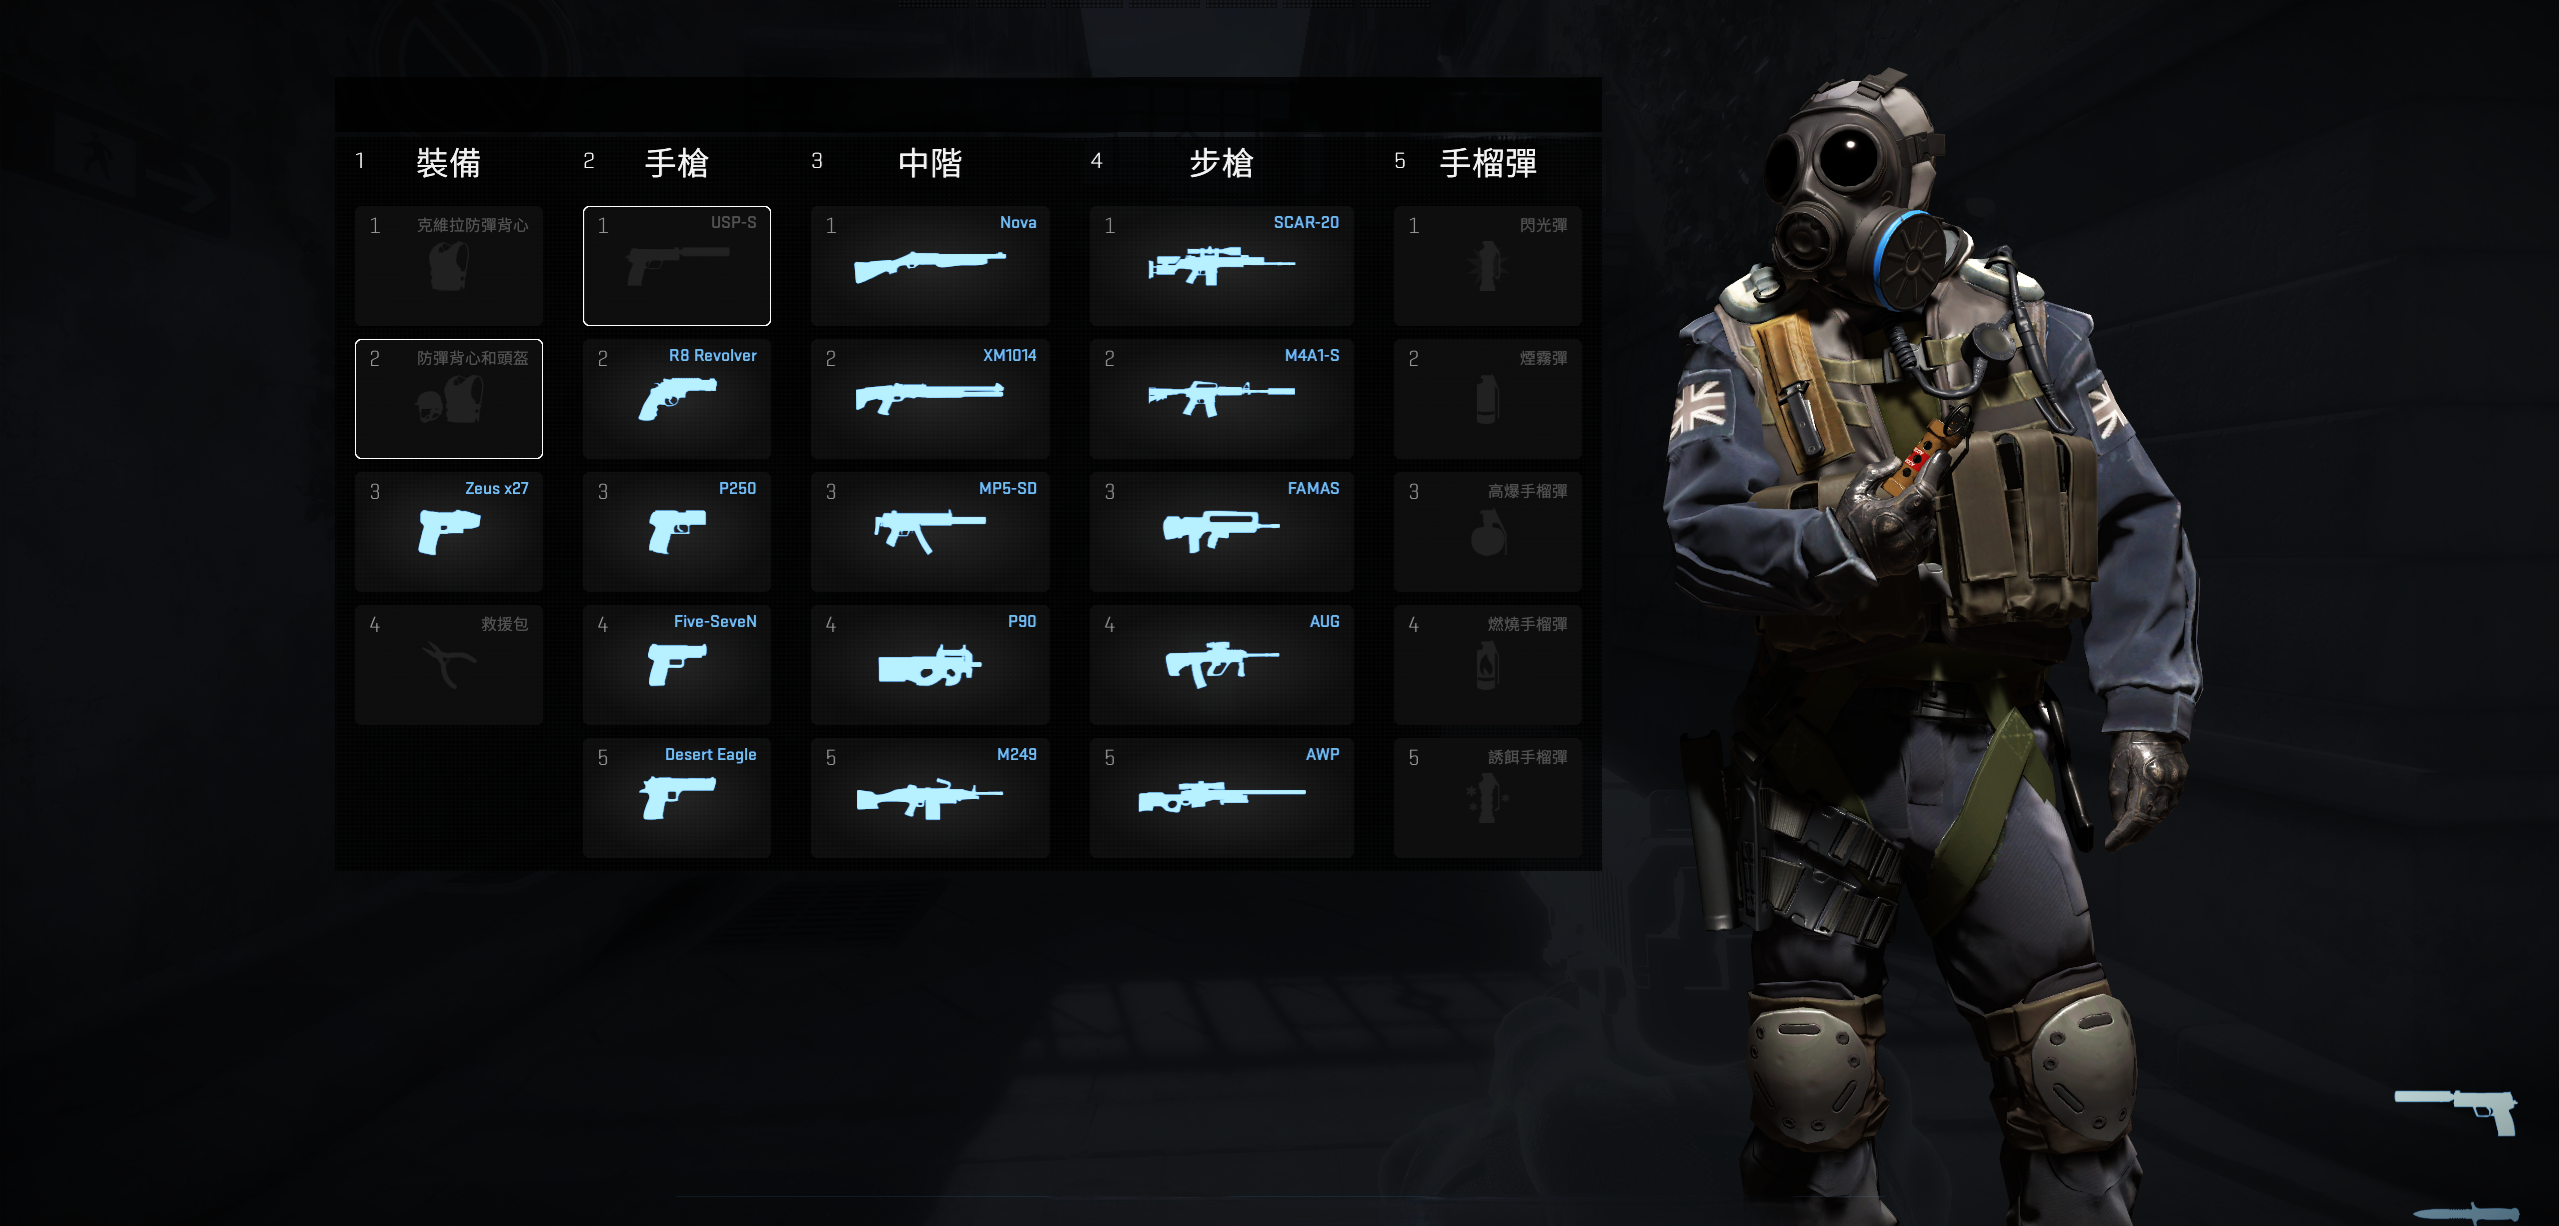 1 裝備
1 克維拉防彈背心
2 防彈背心和頭盔
3 Zeus x27
4 救援包
2 手槍
1 USP-S
2 R8 Revolver
3 P250
4 Five-SeveN
5 Desert Eagle
3 中階
1 Nova
2 XM1014
3 MP5-SD
4 P90
5 M249
4 步槍
1 SCAR-20
2 M4A1-S
3 FAMAS
4 AUG
5 AWP
5 手榴彈
1 閃光彈
2 煙霧彈
3 高爆手榴彈
4 燃燒手榴彈
5 誘餌手榴彈